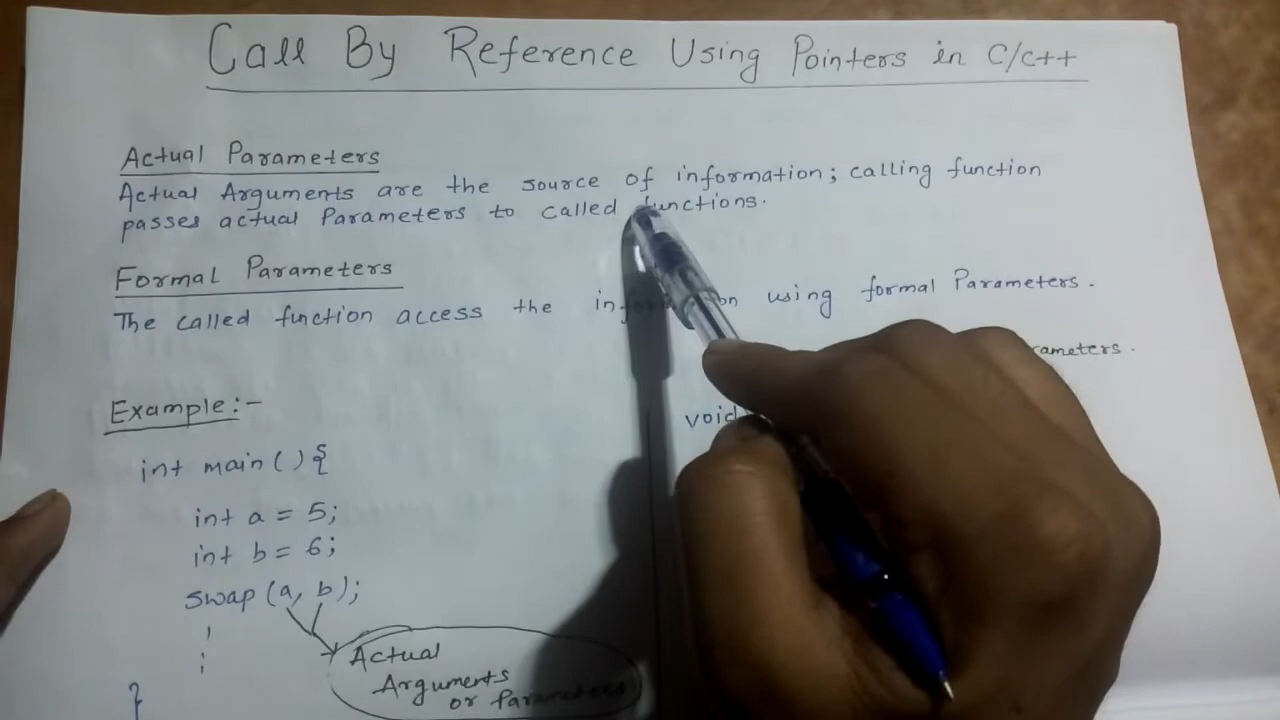 Call By Reference Using Pointers in C/C++
Actual Parameters
Actual Arguments are the source of information; calling function
passes actual Parameters to called functions.
Formal Parameters
The called function access the using formal Parameters.
Example:-
void
int main() {
int a = 5;
int b = 6;
swap (a, b);
Actual
Arguments
or Parameters
}